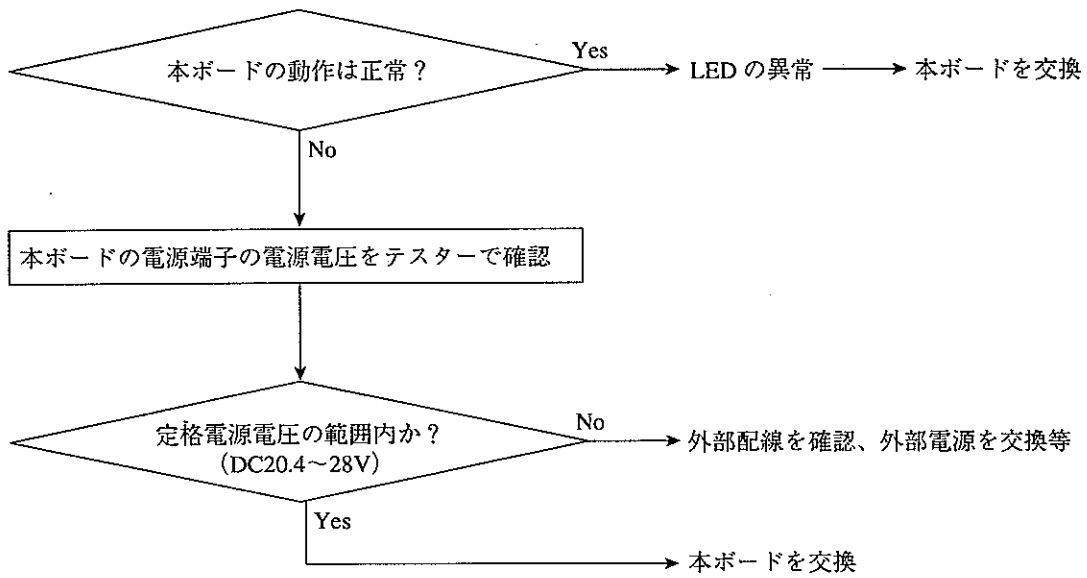 本ボードの動作は正常？
Yes
LED の異常
本ボードを交換
No
本ボードの電源端子の電源電圧をテスターで確認
定格電源電圧の範囲内か？
（DC20.4～28V）
No
外部配線を確認、外部電源を交換等
Yes
本ボードを交換